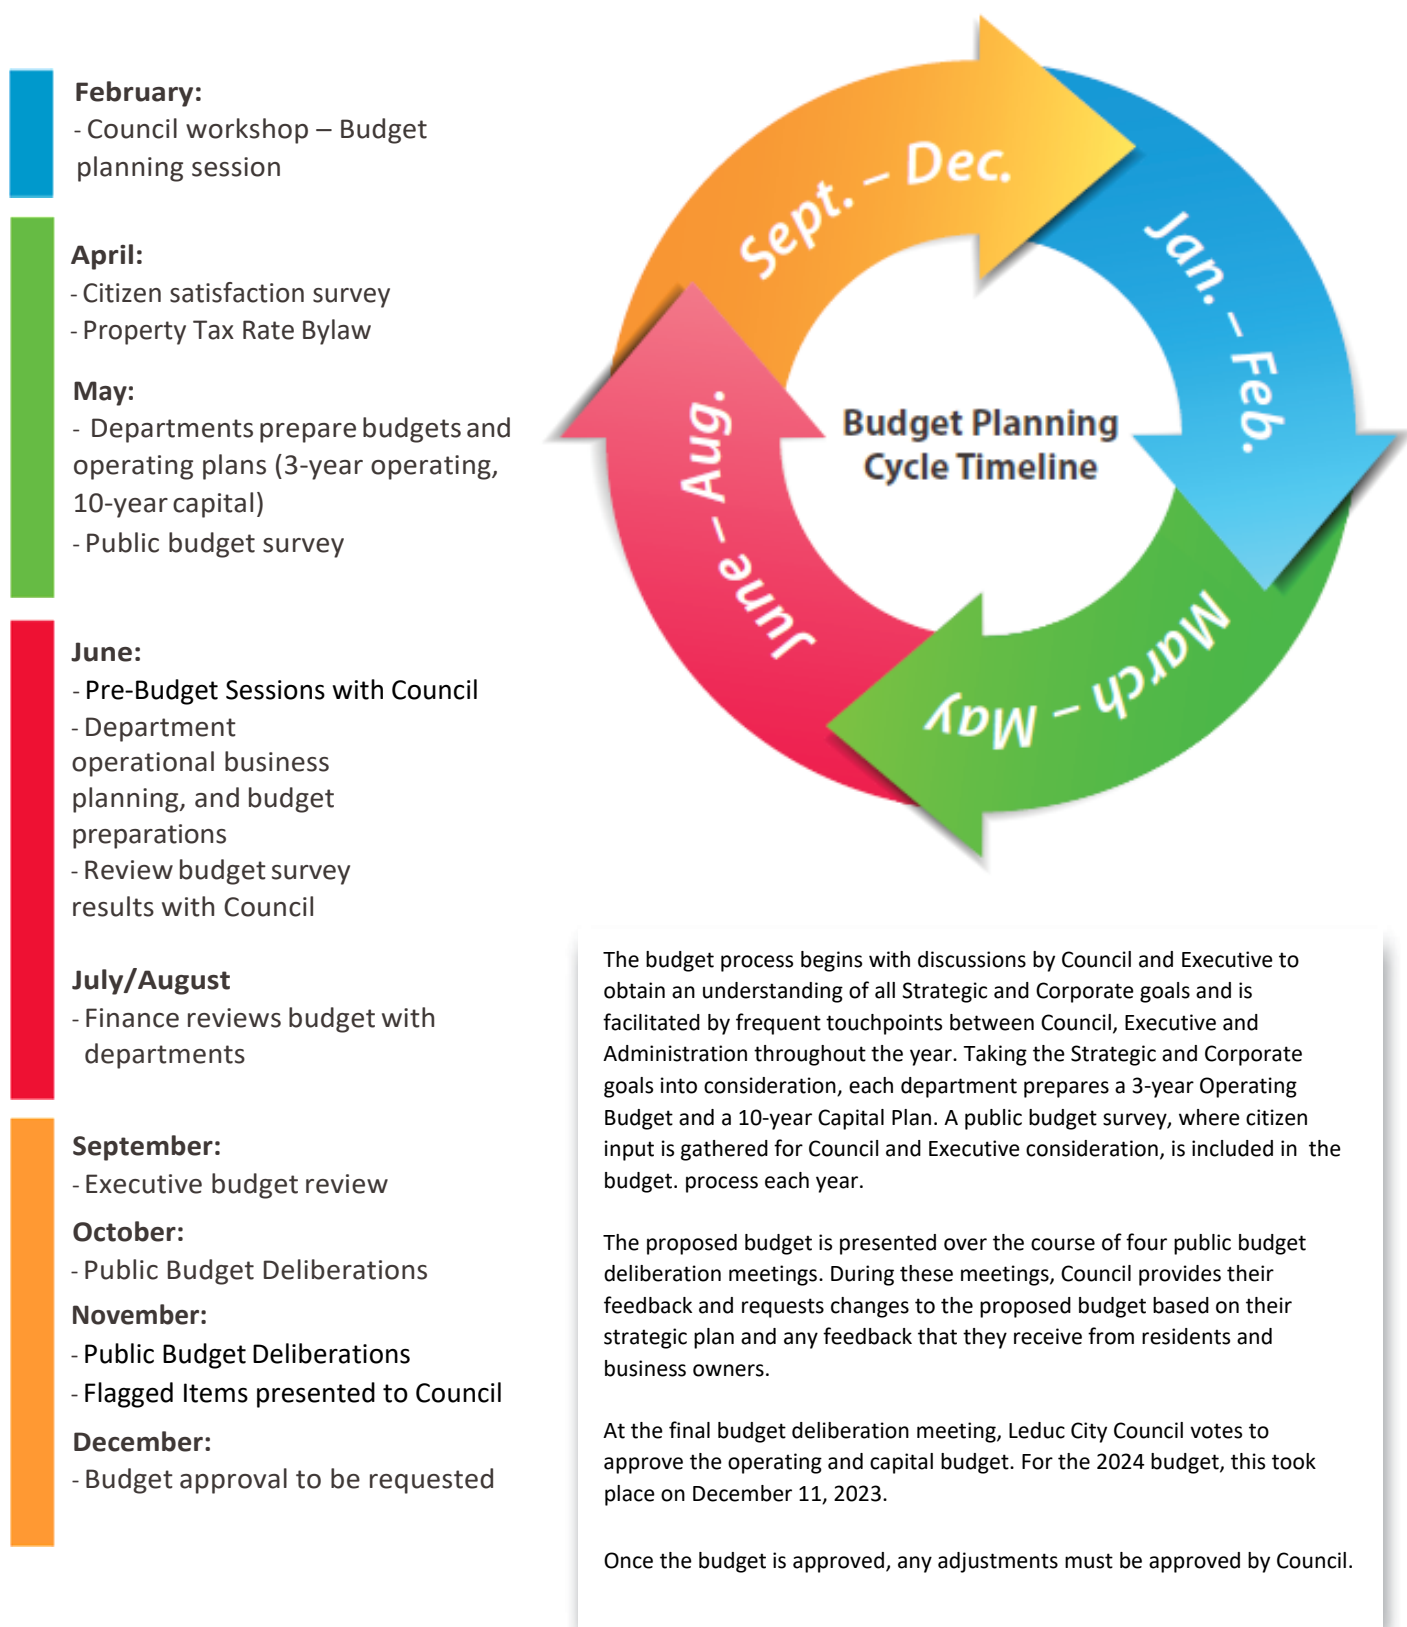 February:
- Council workshop – Budget
planning session
April:
- Citizen satisfaction survey
- Property Tax Rate Bylaw
May:
- Departments prepare budgets and
operating plans (3-year operating,
10-year capital)
- Public budget survey
June:
- Pre-Budget Sessions with Council
- Department
operational business
planning, and budget
preparations
- Review budget survey
results with Council
July/August
- Finance reviews budget with
departments
September:
- Executive budget review
October:
- Public Budget Deliberations
November:
- Public Budget Deliberations
- Flagged Items presented to Council
December:
- Budget approval to be requested
Sept. – Dec.
Jan. – Feb.
March – May
June – Aug.
Budget Planning
Cycle Timeline
The budget process begins with discussions by Council and Executive to
obtain an understanding of all Strategic and Corporate goals and is
facilitated by frequent touchpoints between Council, Executive and
Administration throughout the year. Taking the Strategic and Corporate
goals into consideration, each department prepares a 3-year Operating
Budget and a 10-year Capital Plan. A public budget survey, where citizen
input is gathered for Council and Executive consideration, is included in the
budget. process each year.
The proposed budget is presented over the course of four public budget
deliberation meetings. During these meetings, Council provides their
feedback and requests changes to the proposed budget based on their
strategic plan and any feedback that they receive from residents and
business owners.
At the final budget deliberation meeting, Leduc City Council votes to
approve the operating and capital budget. For the 2024 budget, this took
place on December 11, 2023.
Once the budget is approved, any adjustments must be approved by Council.